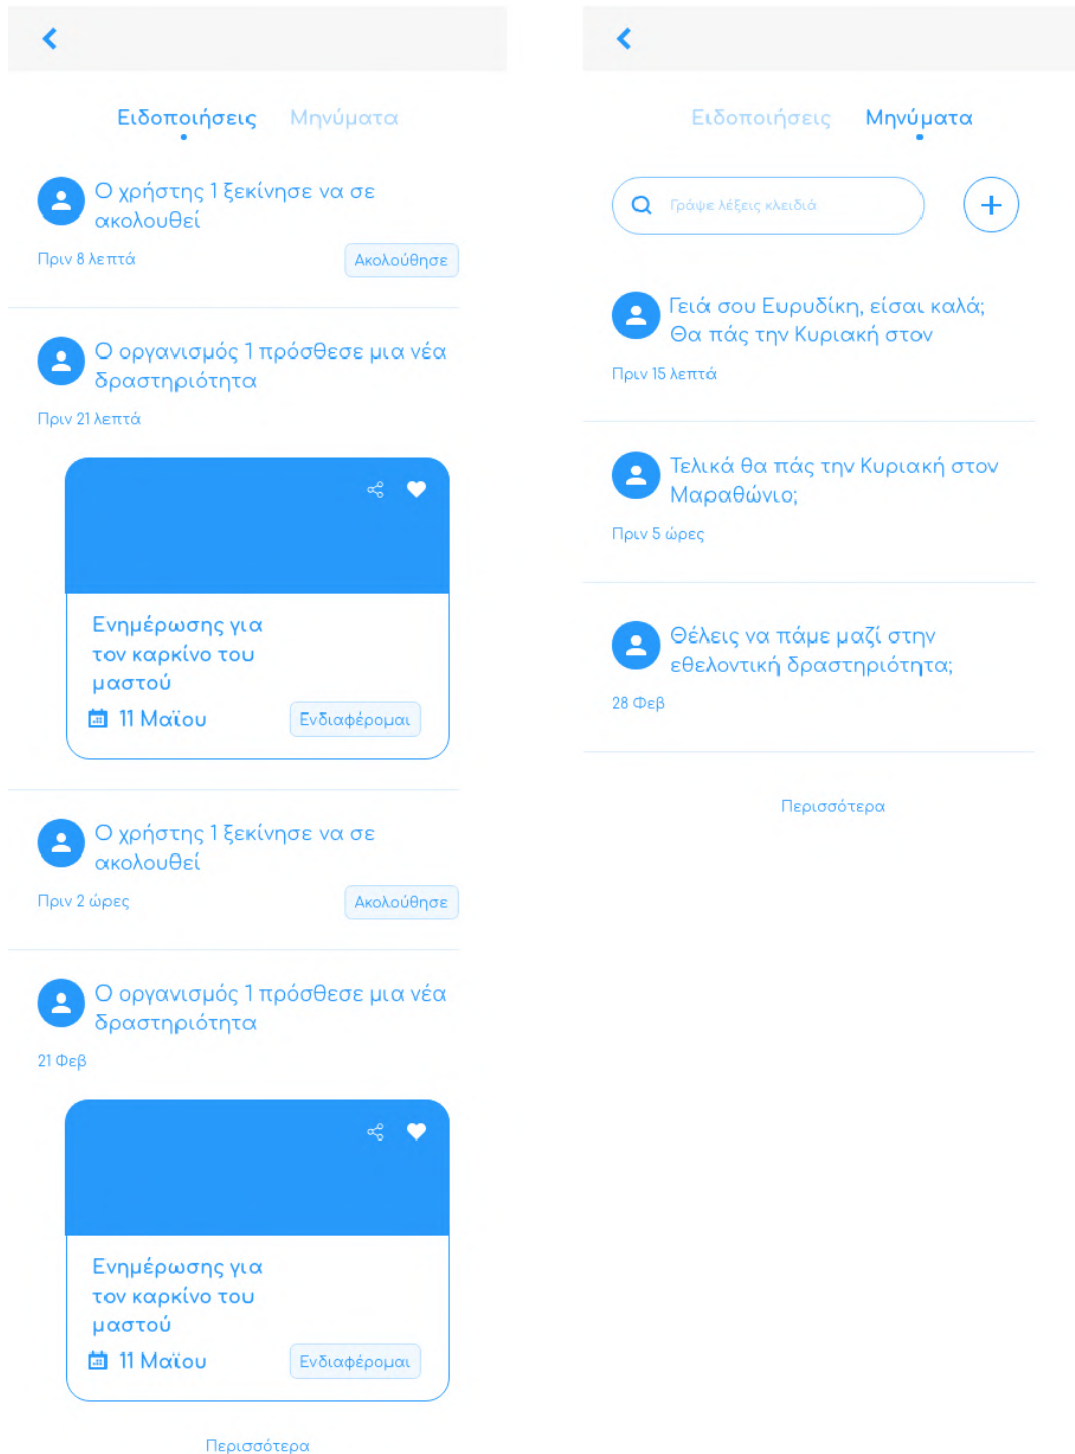 Ειδοποιήσεις Μηνύματα
Ο χρήστης 1 ξεκίνησε να σε
ακολουθεί
Πριν 8 λεπτά
Ακολούθησε
Ο οργανισμός 1 πρόσθεσε μια νέα
δραστηριότητα
Πριν 21 λεπτά
Ενημέρωσης για
τον καρκίνο του
μαστού
11 Μαϊου
Ενδιαφέρομαι
Ο χρήστης 1 ξεκίνησε να σε
ακολουθεί
Πριν 2 ώρες
Ακολούθησε
Ο οργανισμός 1 πρόσθεσε μια νέα
δραστηριότητα
21 Φεβ
Ενημέρωσης για
τον καρκίνο του
μαστού
11 Μαϊου
Ενδιαφέρομαι
Περισσότερα
Ειδοποιήσεις Μηνύματα
Γράψε λέξεις κλειδιά
Γειά σου Ευρυδίκη, είσαι καλά;
Θα πάς την Κυριακή στον
Πριν 15 λεπτά
Τελικά θα πάς την Κυριακή στον
Μαραθώνιο;
Πριν 5 ώρες
Θέλεις να πάμε μαζί στην
εθελοντική δραστηριότητα;
28 Φεβ
Περισσότερα